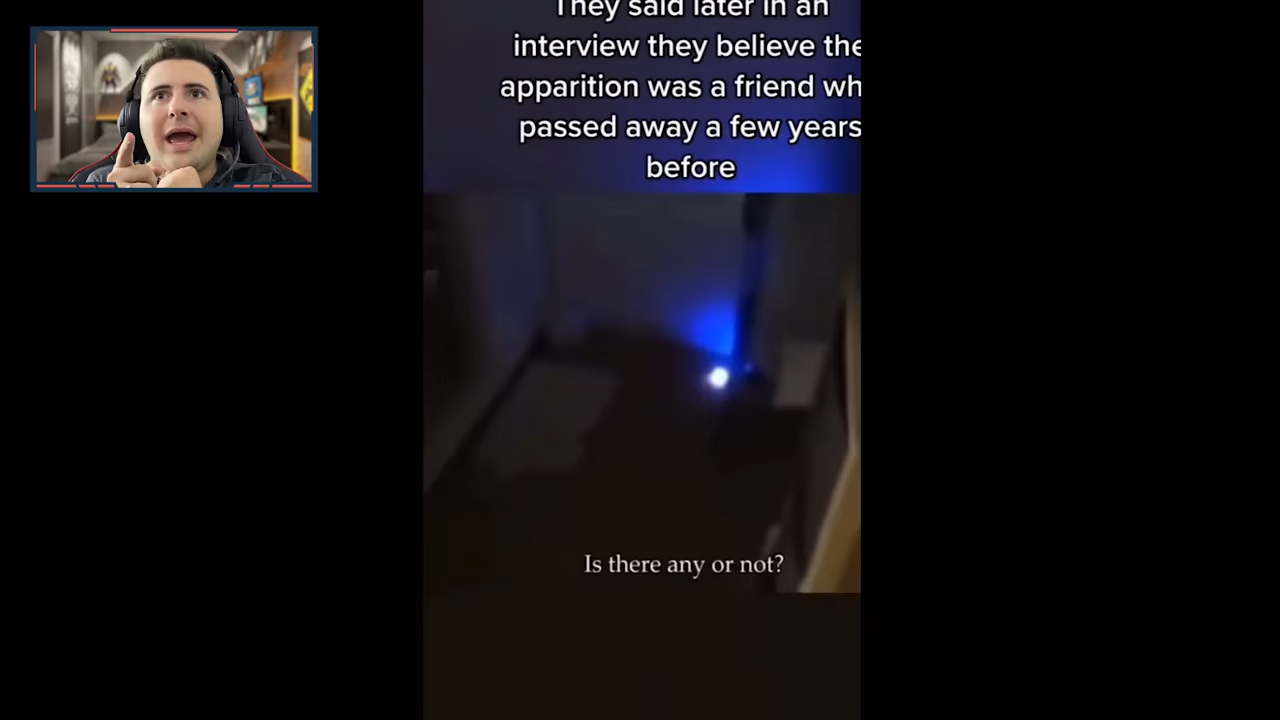 They said later in an
interview they believe the
apparition was a friend wh
passed away a few years
before
Is there any or not?